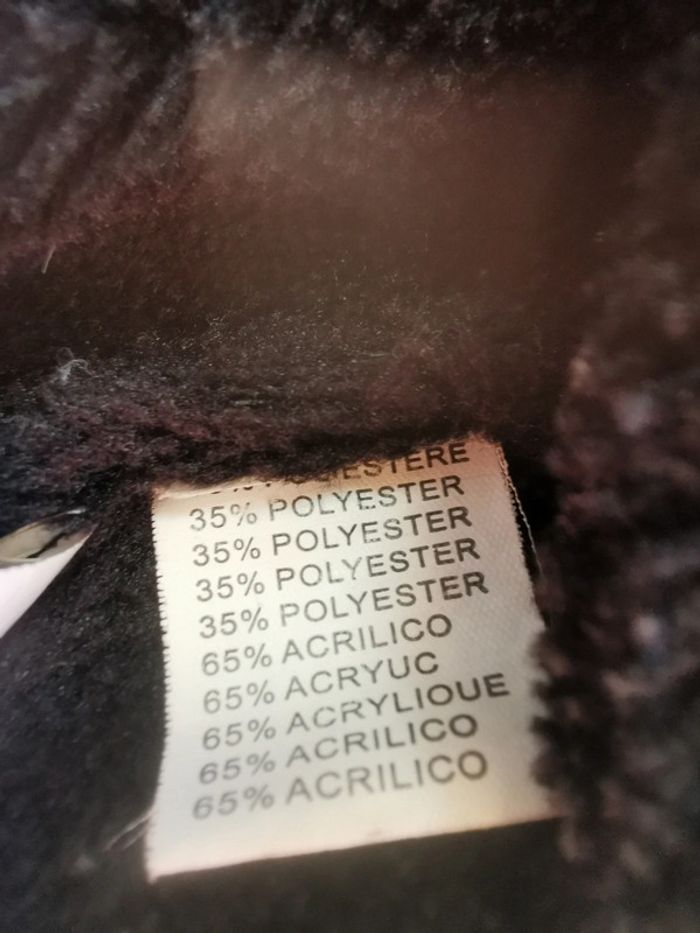 35% POLYESTER
35% POLYESTER
35% POLYESTER
35% POLYESTER
65% ACRILICO
65% ACRYUC
65% ACRYLIOUE
65% ACRILICO
65% ACRILICO